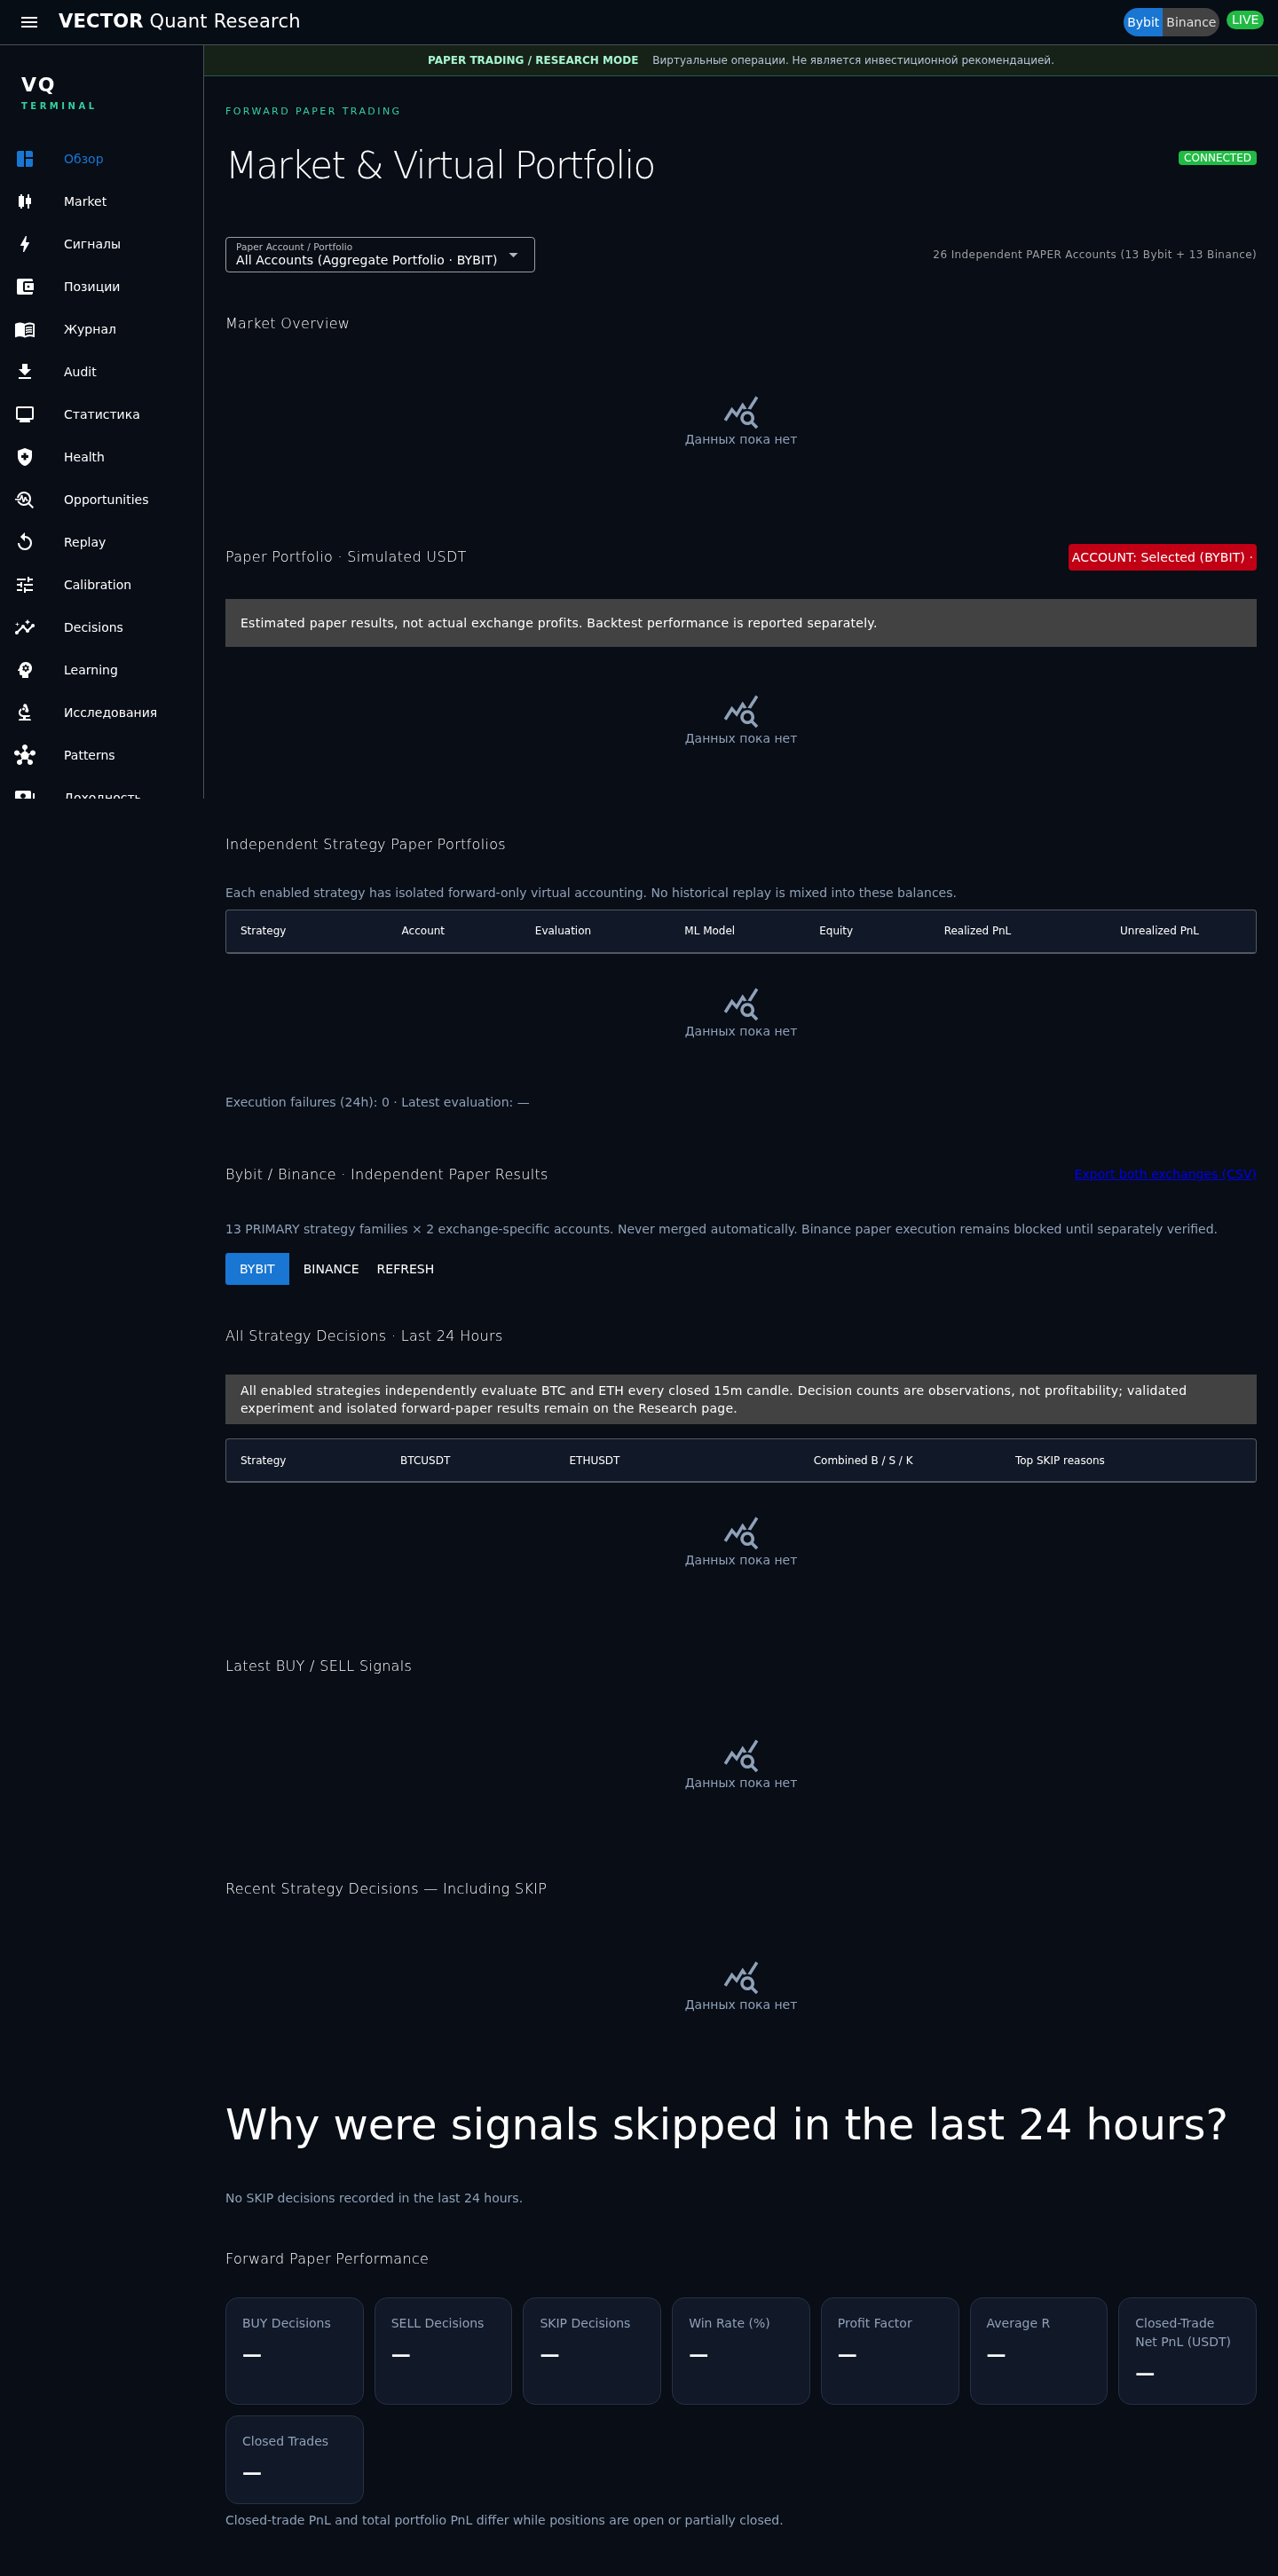 VECTOR Quant Research
Bybit Binance LIVE
VQ
TERMINAL
Обзор
Market
Сигналы
Позиции
Журнал
Audit
Статистика
Health
Opportunities
Replay
Calibration
Decisions
Learning
Исследования
Patterns
Доходность
PAPER TRADING / RESEARCH MODE Виртуальные операции. Не является инвестиционной рекомендацией.
FORWARD PAPER TRADING
Market & Virtual Portfolio
CONNECTED
Paper Account / Portfolio
All Accounts (Aggregate Portfolio · BYBIT)
26 Independent PAPER Accounts (13 Bybit + 13 Binance)
Market Overview
Данных пока нет
Paper Portfolio · Simulated USDT
ACCOUNT: Selected (BYBIT) ·
Estimated paper results, not actual exchange profits. Backtest performance is reported separately.
Данных пока нет
Independent Strategy Paper Portfolios
Each enabled strategy has isolated forward-only virtual accounting. No historical replay is mixed into these balances.
Strategy Account Evaluation ML Model Equity Realized PnL Unrealized PnL
Данных пока нет
Execution failures (24h): 0 · Latest evaluation: —
Bybit / Binance · Independent Paper Results
Export both exchanges (CSV)
13 PRIMARY strategy families × 2 exchange-specific accounts. Never merged automatically. Binance paper execution remains blocked until separately verified.
BYBIT BINANCE REFRESH
All Strategy Decisions · Last 24 Hours
All enabled strategies independently evaluate BTC and ETH every closed 15m candle. Decision counts are observations, not profitability; validated
experiment and isolated forward-paper results remain on the Research page.
Strategy BTCUSDT ETHUSDT Combined B / S / K Top SKIP reasons
Данных пока нет
Latest BUY / SELL Signals
Данных пока нет
Recent Strategy Decisions — Including SKIP
Данных пока нет
Why were signals skipped in the last 24 hours?
No SKIP decisions recorded in the last 24 hours.
Forward Paper Performance
BUY Decisions
—
SELL Decisions
—
SKIP Decisions
—
Win Rate (%)
—
Profit Factor
—
Average R
—
Closed-Trade
Net PnL (USDT)
—
Closed Trades
—
Closed-trade PnL and total portfolio PnL differ while positions are open or partially closed.